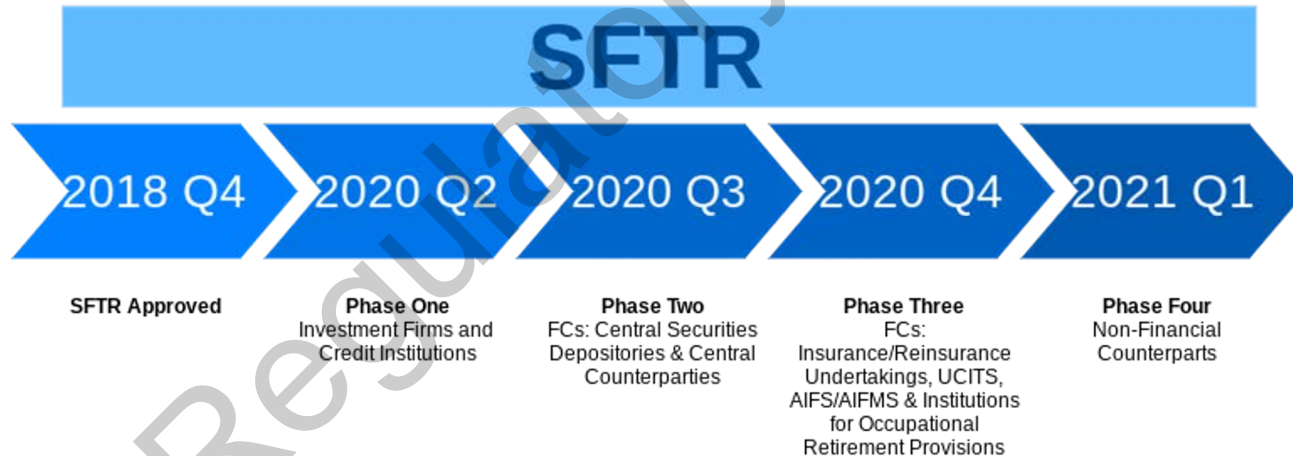 SFTR
2018 Q4
2020 Q2
2020 Q3
2020 Q4
2021 Q1
SFTR Approved
Phase One
Investment Firms and
Credit Institutions
Phase Two
FCs: Central Securities
Depositories & Central
Counterparties
Phase Three
FCs:
Insurance/Reinsurance
Undertakings, UCITS,
AIFS/AIFMS & Institutions
for Occupational
Retirement Provisions
Phase Four
Non-Financial
Counterparts
Regulator